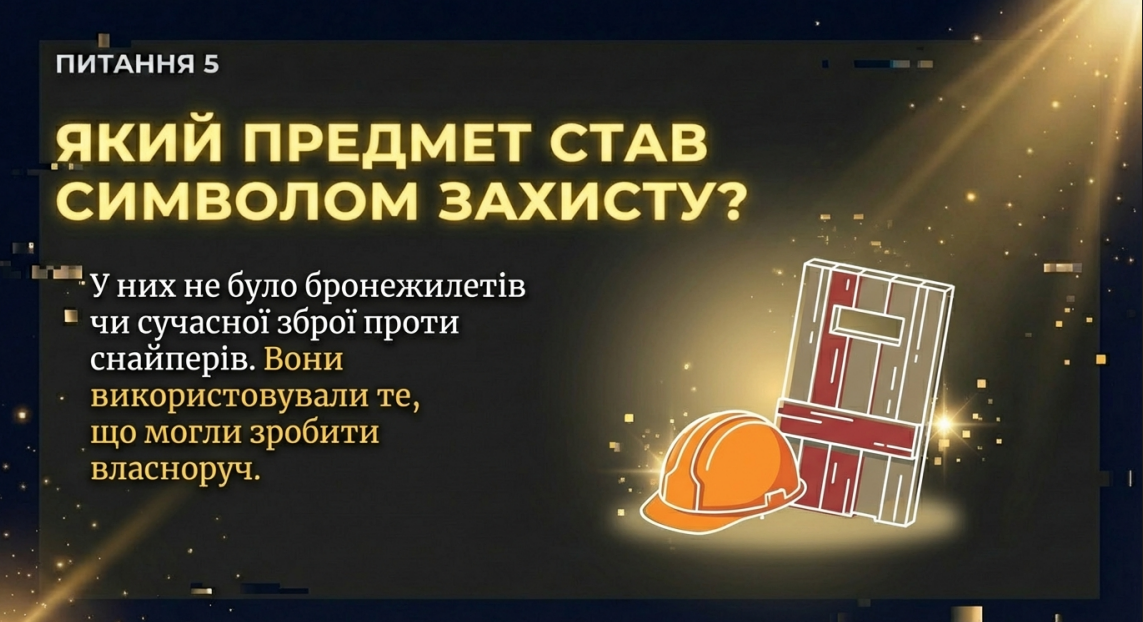 ПИТАННЯ 5
ЯКИЙ ПРЕДМЕТ СТАВ
СИМВОЛОМ ЗАХИСТУ?
У них не було бронежилетів
чи сучасної зброї проти
снайперів. Вони
використовували те,
що могли зробити
власноруч.